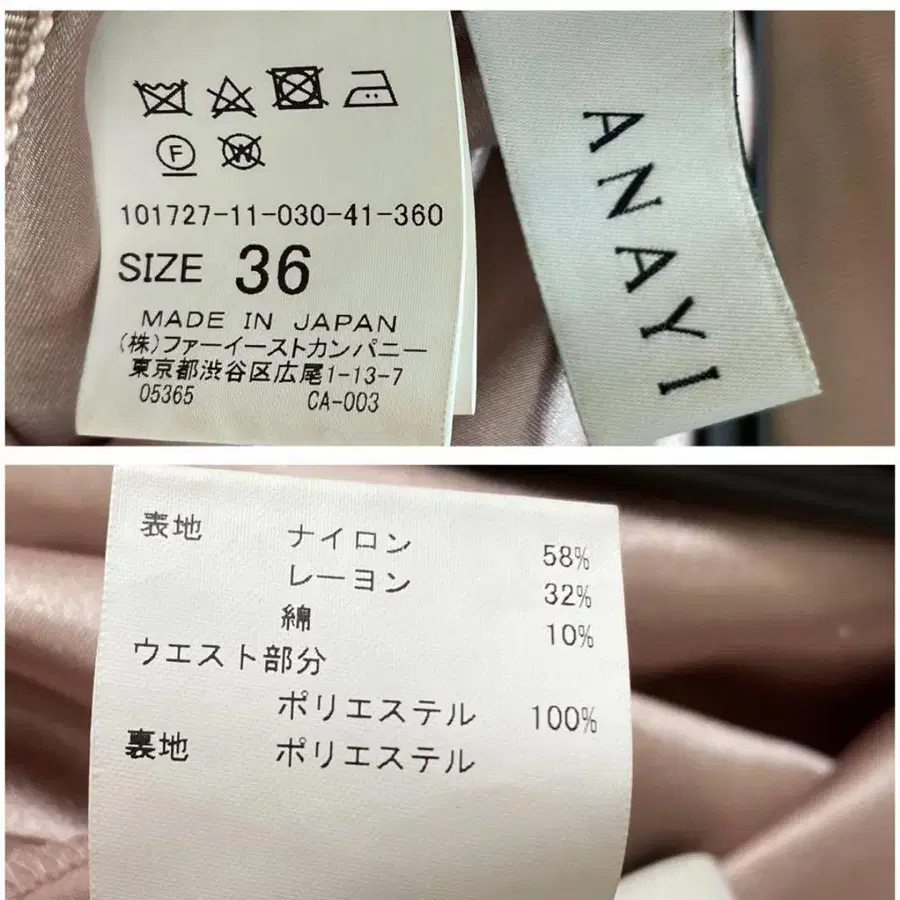 F
W
101727-11-030-41-360
SIZE 36
MADE IN JAPAN
(株)ファーイーストカンパニー
東京都渋谷区広尾1-13-7
05365 CA-003
ANAYI
表地 ナイロン 58%
レーヨン 32%
綿 10%
ウエスト部分
ポリエステル 100%
裏地 ポリエステル